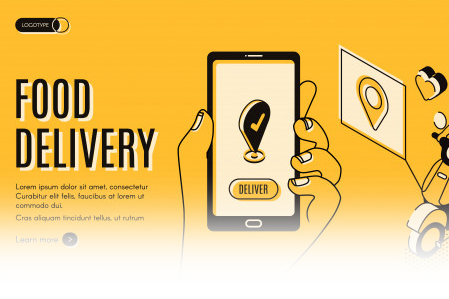 LOGOTYPE
FOOD
DELIVERY
Lorem ipsum dolor sit amet, consectetur
Curabitur elit felis, faucibus at lorem ut
commodo dui.
Cras aliquam tincidunt tellus, ut rutrum
Learn more
DELIVER